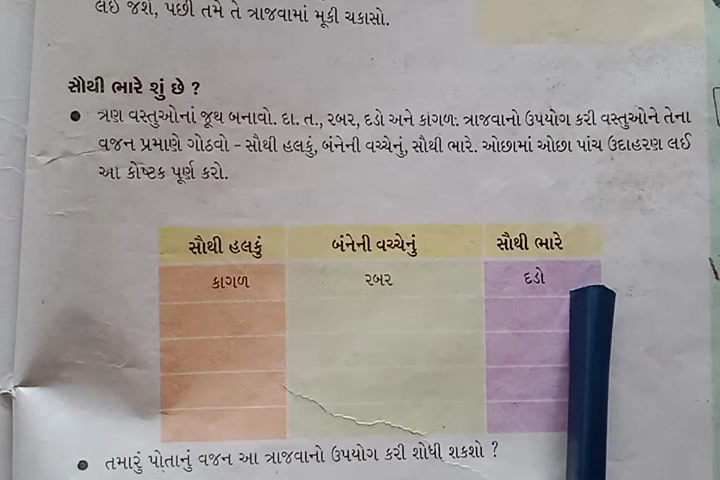 લઇ જશે, પછી તમે તે ત્રાજવામાં મૂકી ચકાસો.
સૌથી ભારે શું છે ?
● ત્રણ વસ્તુઓનાં જૂથ બનાવો. દા. ત., રબર, દડો અને કાગળ: ત્રાજવાનો ઉપયોગ કરી વસ્તુઓને તેના
વજન પ્રમાણે ગોઠવો – સૌથી હલકું, બંનેની વચ્ચેનું, સૌથી ભારે. ઓછામાં ઓછા પાંચ ઉદાહરણ લઈ
આ કોષ્ટક પૂર્ણ કરો.
સૌથી હલકું બંનેની વચ્ચેનું સૌથી ભારે
કાગળ રબર દડો
● તમારું પોતાનું વજન આ ત્રાજવાનો ઉપયોગ કરી શોધી શકશો ?